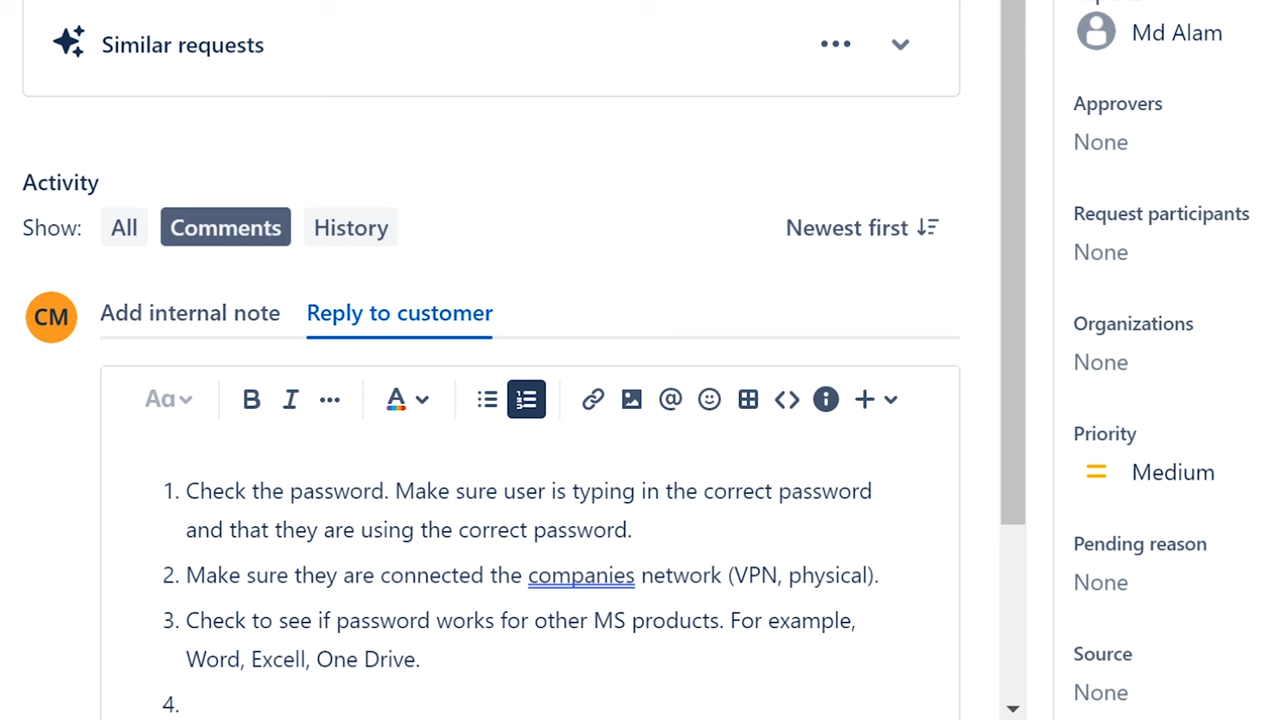 Similar requests
Md Alam
Approvers
None
Activity
Show: All Comments History Newest first
Request participants
None
CM Add internal note Reply to customer
Organizations
None
Aa B I A @
1. Check the password. Make sure user is typing in the correct password
and that they are using the correct password.
2. Make sure they are connected the companies network (VPN, physical).
3. Check to see if password works for other MS products. For example,
Word, Excell, One Drive.
4.
Priority
Medium
Pending reason
None
Source
None